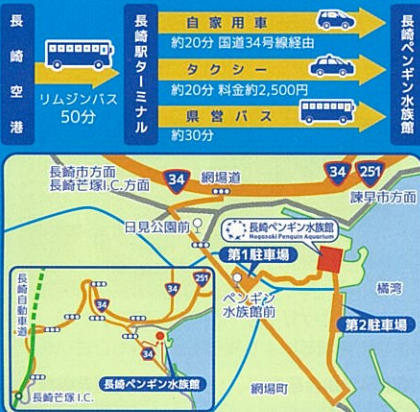 長崎空港
リムジンバス
50分
長崎駅ターミナル
自家用車
約20分 国道34号線経由
タクシー
約20分 料金約2,500円
県営バス
約30分
長崎ペンギン水族館
長崎市方面
長崎芒塚I.C.方面
34
網場道
34
251
諫早市方面
日見公園前
長崎ペンギン水族館
Nagasaki Penguin Aquarium
第1駐車場
ペンギン
水族館前
橘湾
第2駐車場
網場町
長崎自動車道
34
34
251
34
長崎ペンギン水族館
長崎芒塚I.C.